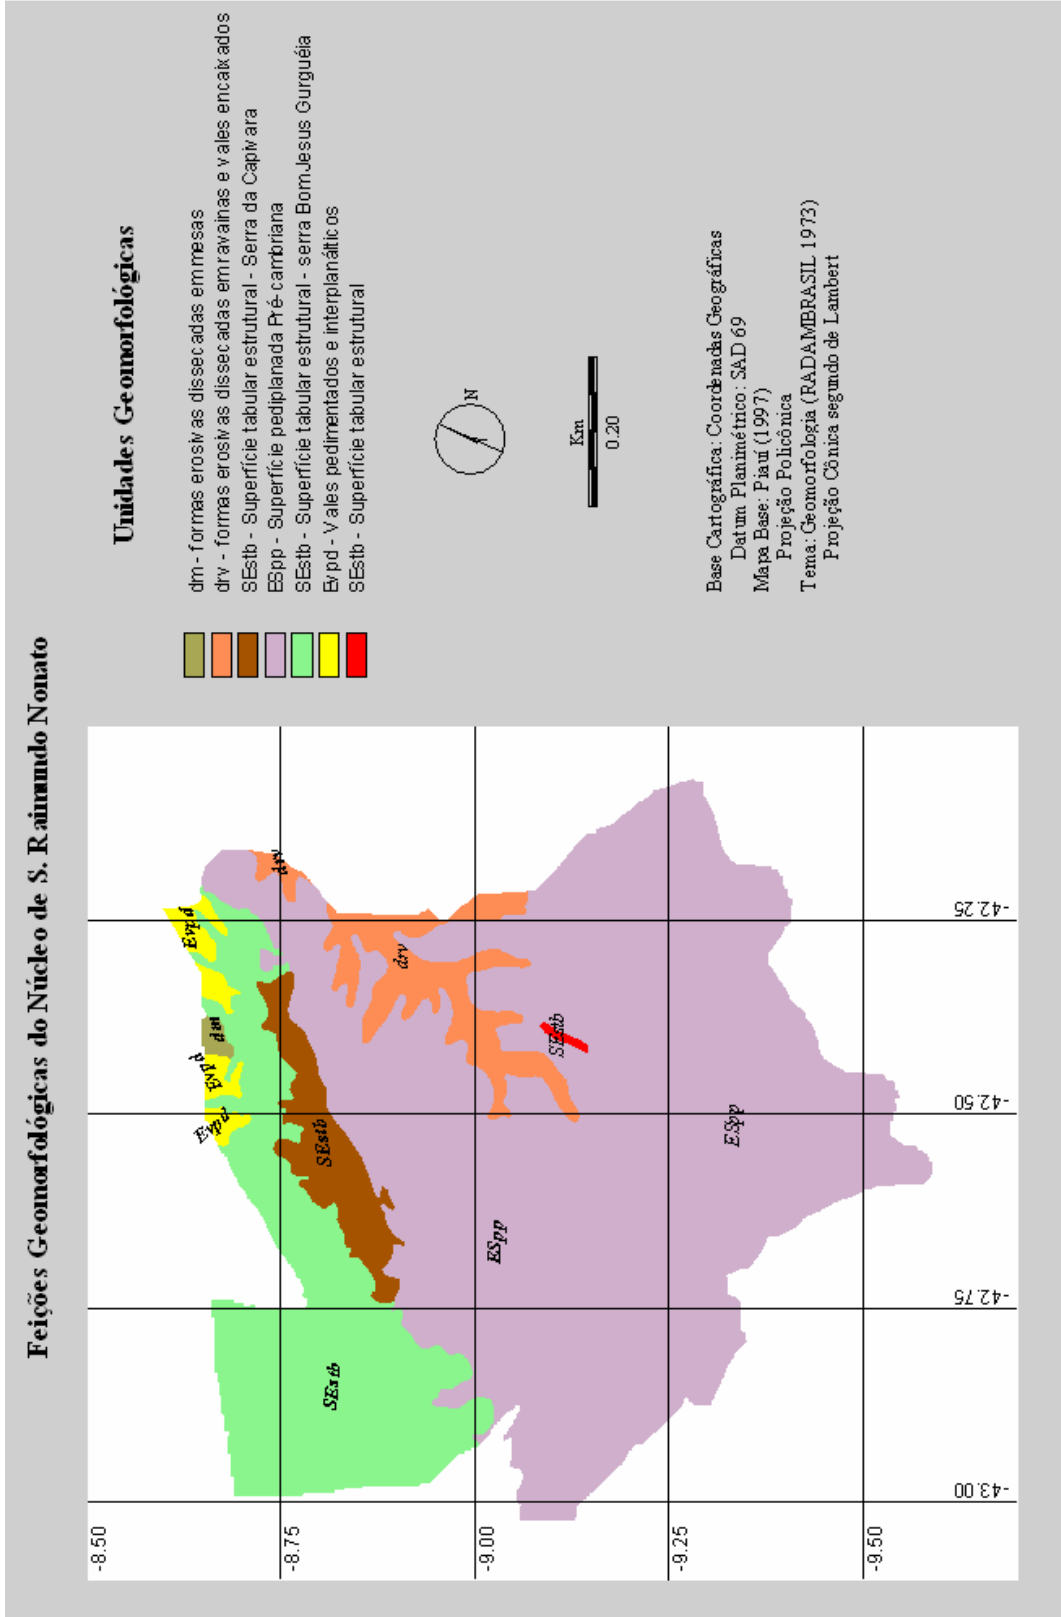 Feições Geomorfológicas do Núcleo de S. Raimundo Nonato
Unidades Geomorfológicas
dm - formas erosivas dissecadas em mesas
drv - formas erosivas dissecadas em ravainas e vales encaixados
SEstb - Superfície tabular estrutural - Serra da Capivara
ESpp - Superfície pediplanada Pré-cambriana
SEstb - Superfície tabular estrutural - serra Bom Jesus Gurguéia
Evpd - Vales pedimentados e interplanálticos
SEstb - Superfície tabular estrutural
N
Km
0.20
Base Cartográfica: Coordenadas Geográficas
Datum Planimétrico: SAD 69
Mapa Base: Piauí (1997)
Projeção Policônica
Tema: Geomorfologia (RADAMBRASIL 1973)
Projeção Cônica segundo de Lambert
-8.50
-8.75
-9.00
-9.25
-9.50
-43.00
-42.75
-42.50
-42.25
SEstb
SEstb
Evpd
Evpd
Evpd
drv
drv
SEstb
ESpp
ESpp